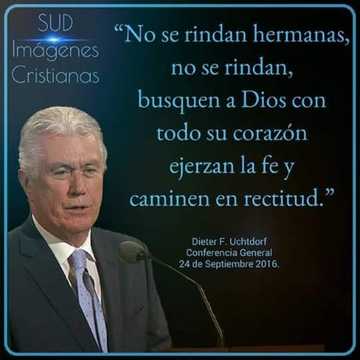 SUD
Imágenes
Cristianas
“No se rindan hermanas,
no se rindan,
busquen a Dios con
todo su corazón
ejerzan la fe y
caminen en rectitud.”
Dieter F. Uchtdorf
Conferencia General
24 de Septiembre 2016.